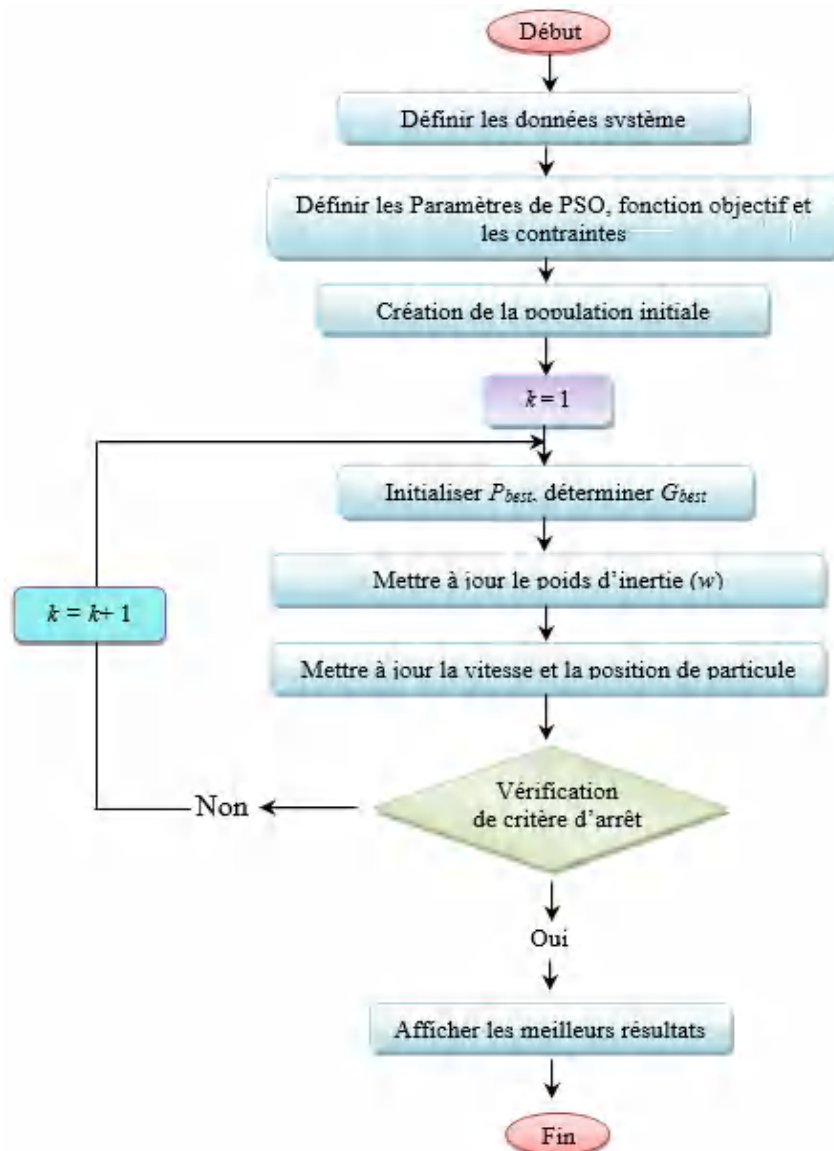 Début
Définir les données système
Définir les Paramètres de PSO, fonction objectif et
les contraintes
Création de la population initiale
k = 1
Initialiser Pbest, déterminer Gbest
Mettre à jour le poids d'inertie (w)
k = k+ 1
Mettre à jour la vitesse et la position de particule
Vérification
de critère d'arrêt
Non
Oui
Afficher les meilleurs résultats
Fin